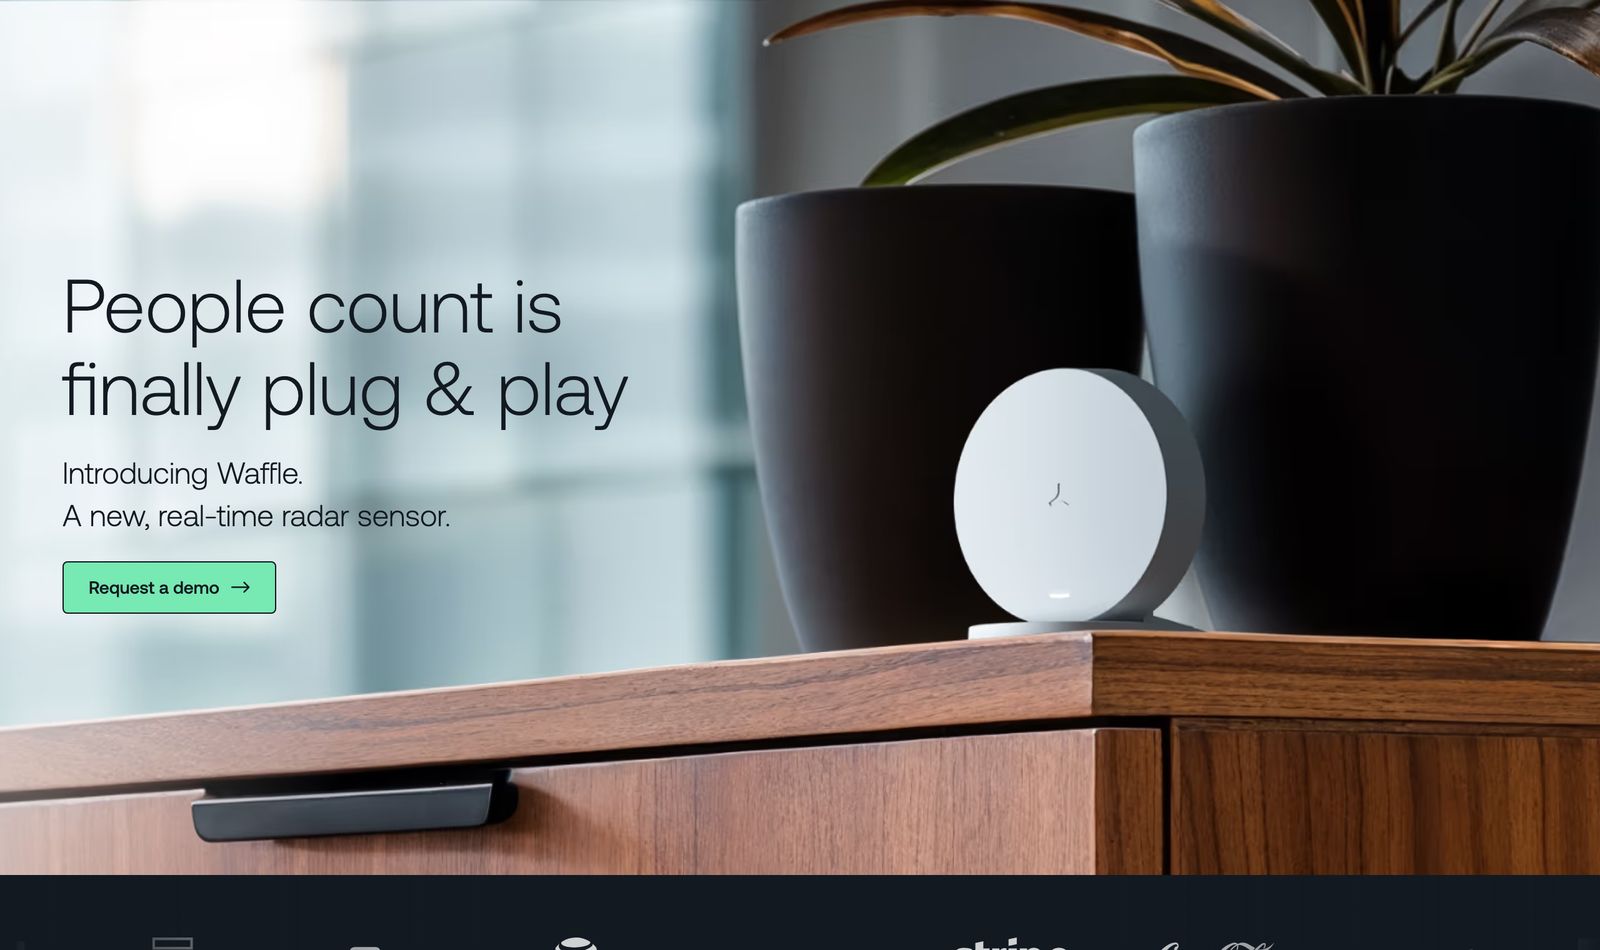 People count is
finally plug & play
Introducing Waffle.
A new, real-time radar sensor.
Request a demo →